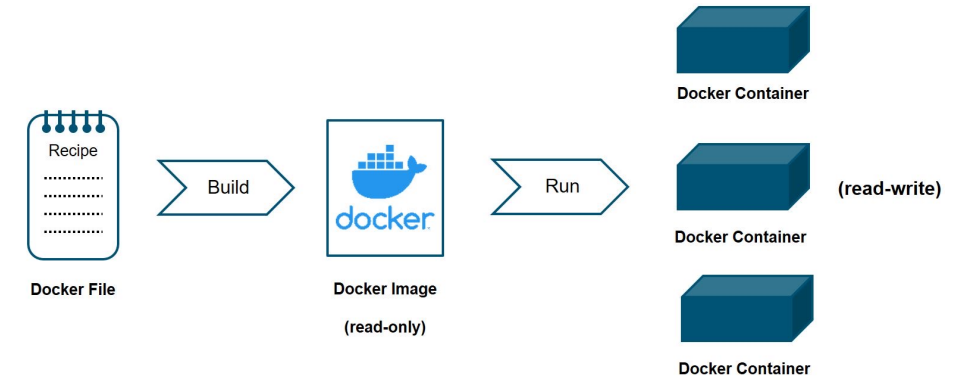 Recipe
Docker File
Build
docker
Docker Image
(read-only)
Run
Docker Container
Docker Container
(read-write)
Docker Container